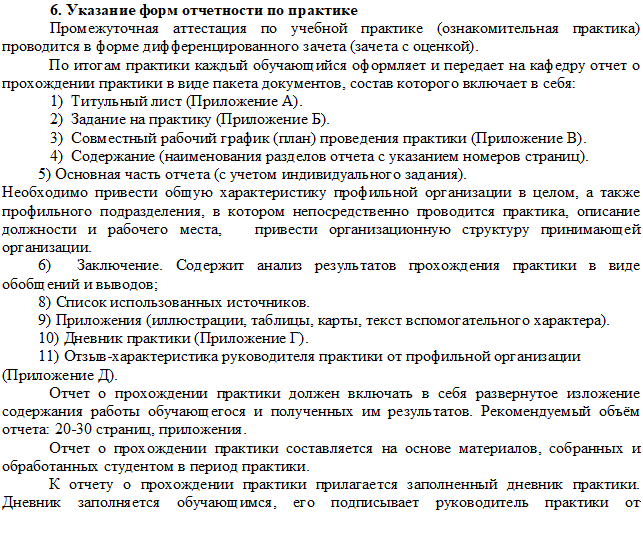 6. Указание форм отчетности по практике
Промежуточная аттестация по учебной практике (ознакомительная практика)
проводится в форме дифференцированного зачета (зачета с оценкой).
По итогам практики каждый обучающийся оформляет и передает на кафедру отчет о
прохождении практики в виде пакета документов, состав которого включает в себя:
1) Титульный лист (Приложение А).
2) Задание на практику (Приложение Б).
3) Совместный рабочий график (план) проведения практики (Приложение В).
4) Содержание (наименования разделов отчета с указанием номеров страниц).
5) Основная часть отчета (с учетом индивидуального задания).
Необходимо привести общую характеристику профильной организации в целом, а также
профильного подразделения, в котором непосредственно проводится практика, описание
должности и рабочего места, привести организационную структуру принимающей
организации.
6) Заключение. Содержит анализ результатов прохождения практики в виде
обобщений и выводов;
8) Список использованных источников.
9) Приложения (иллюстрации, таблицы, карты, текст вспомогательного характера).
10) Дневник практики (Приложение Г).
11) Отзыв-характеристика руководителя практики от профильной организации
(Приложение Д).
Отчет о прохождении практики должен включать в себя развернутое изложение
содержания работы обучающегося и полученных им результатов. Рекомендуемый объём
отчета: 20-30 страниц, приложения.
Отчет о прохождении практики составляется на основе материалов, собранных и
обработанных студентом в период практики.
К отчету о прохождении практики прилагается заполненный дневник практики.
Дневник заполняется обучающимся, его подписывает руководитель практики от